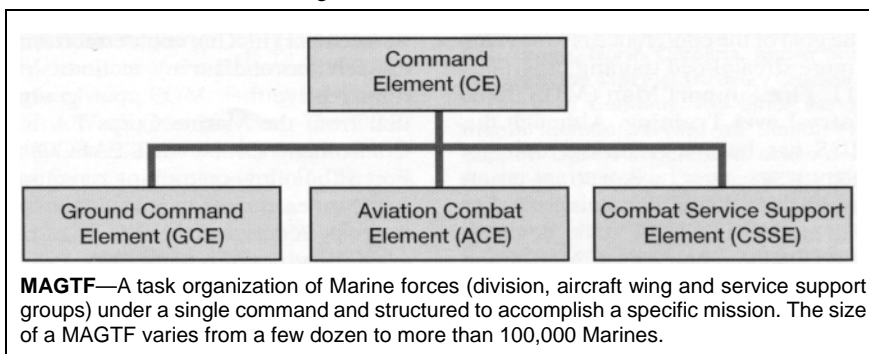 Command
Element (CE)
Ground Command
Element (GCE)
Aviation Combat
Element (ACE)
Combat Service Support
Element (CSSE)
MAGTF—A task organization of Marine forces (division, aircraft wing and service support
groups) under a single command and structured to accomplish a specific mission. The size
of a MAGTF varies from a few dozen to more than 100,000 Marines.